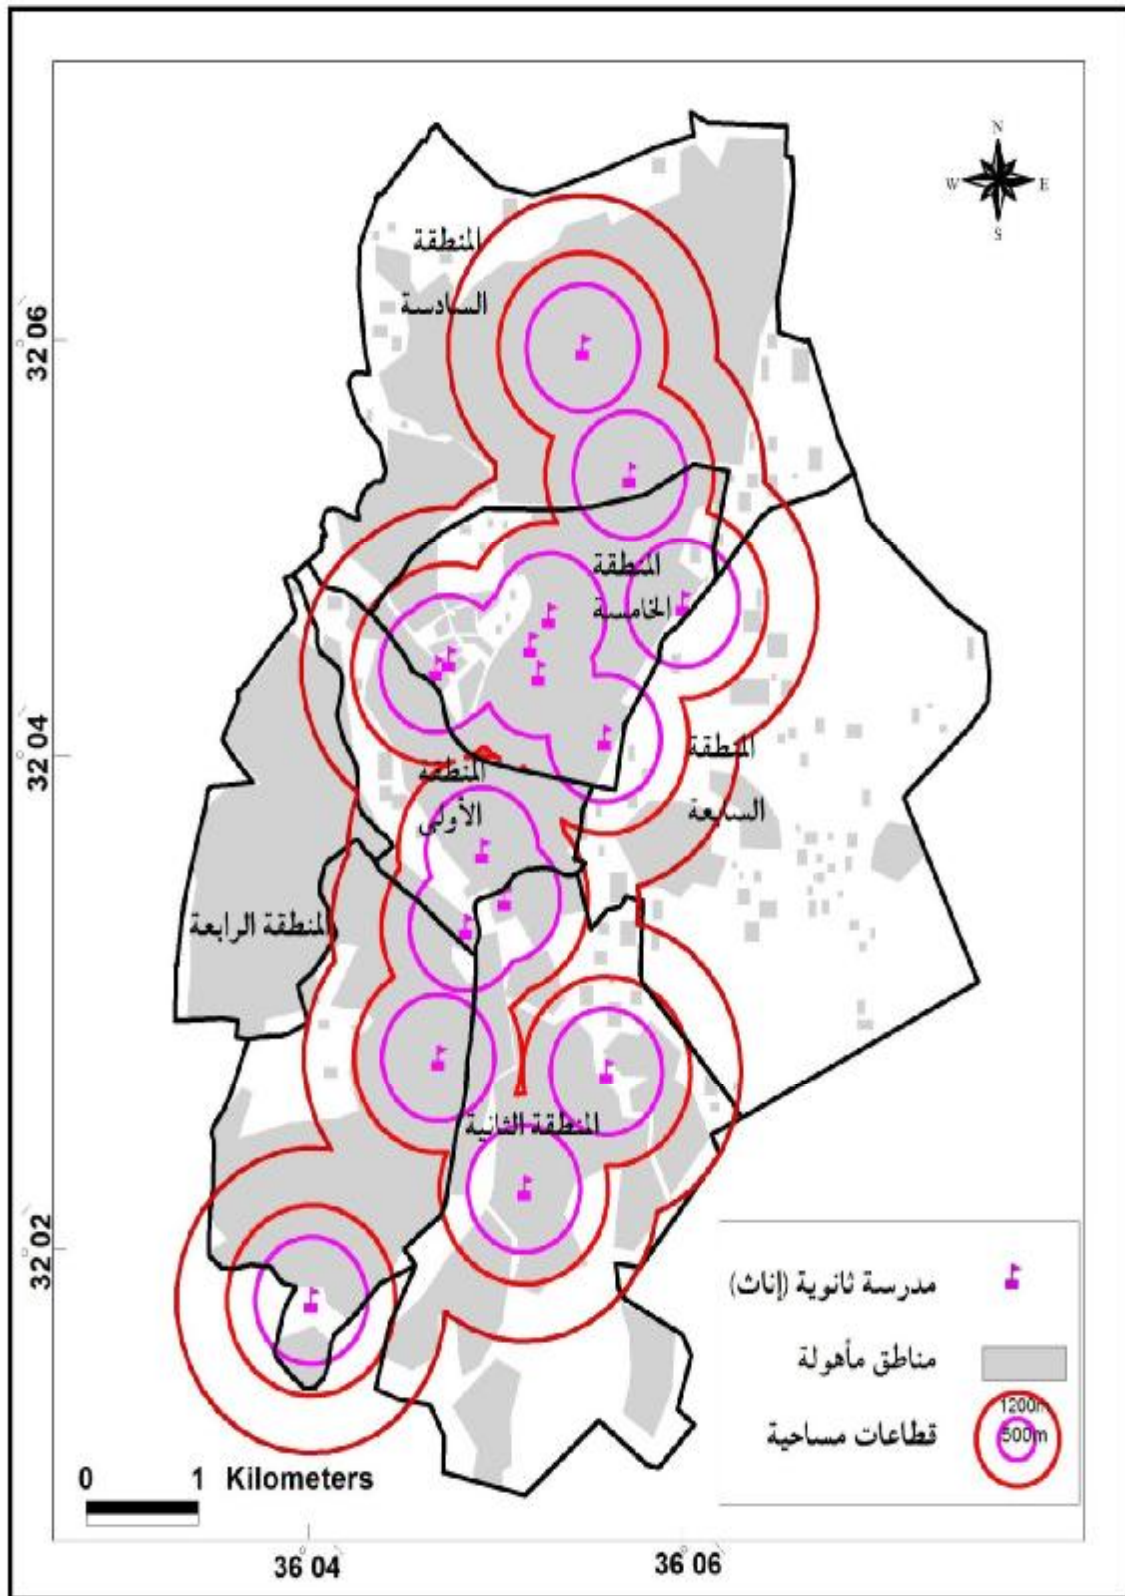 N
W E
S
المنطقة
السادسة
32 06
المنطقة
الخامسة
32 04
المنطقة
السابعة
المنطقة
الأولى
المنطقة الرابعة
المنطقة الثانية
32 02
مدرسة ثانوية (إناث)
مناطق مأهولة
قطاعات مساحية
1200m
500m
0 1 Kilometers
36 04
36 06